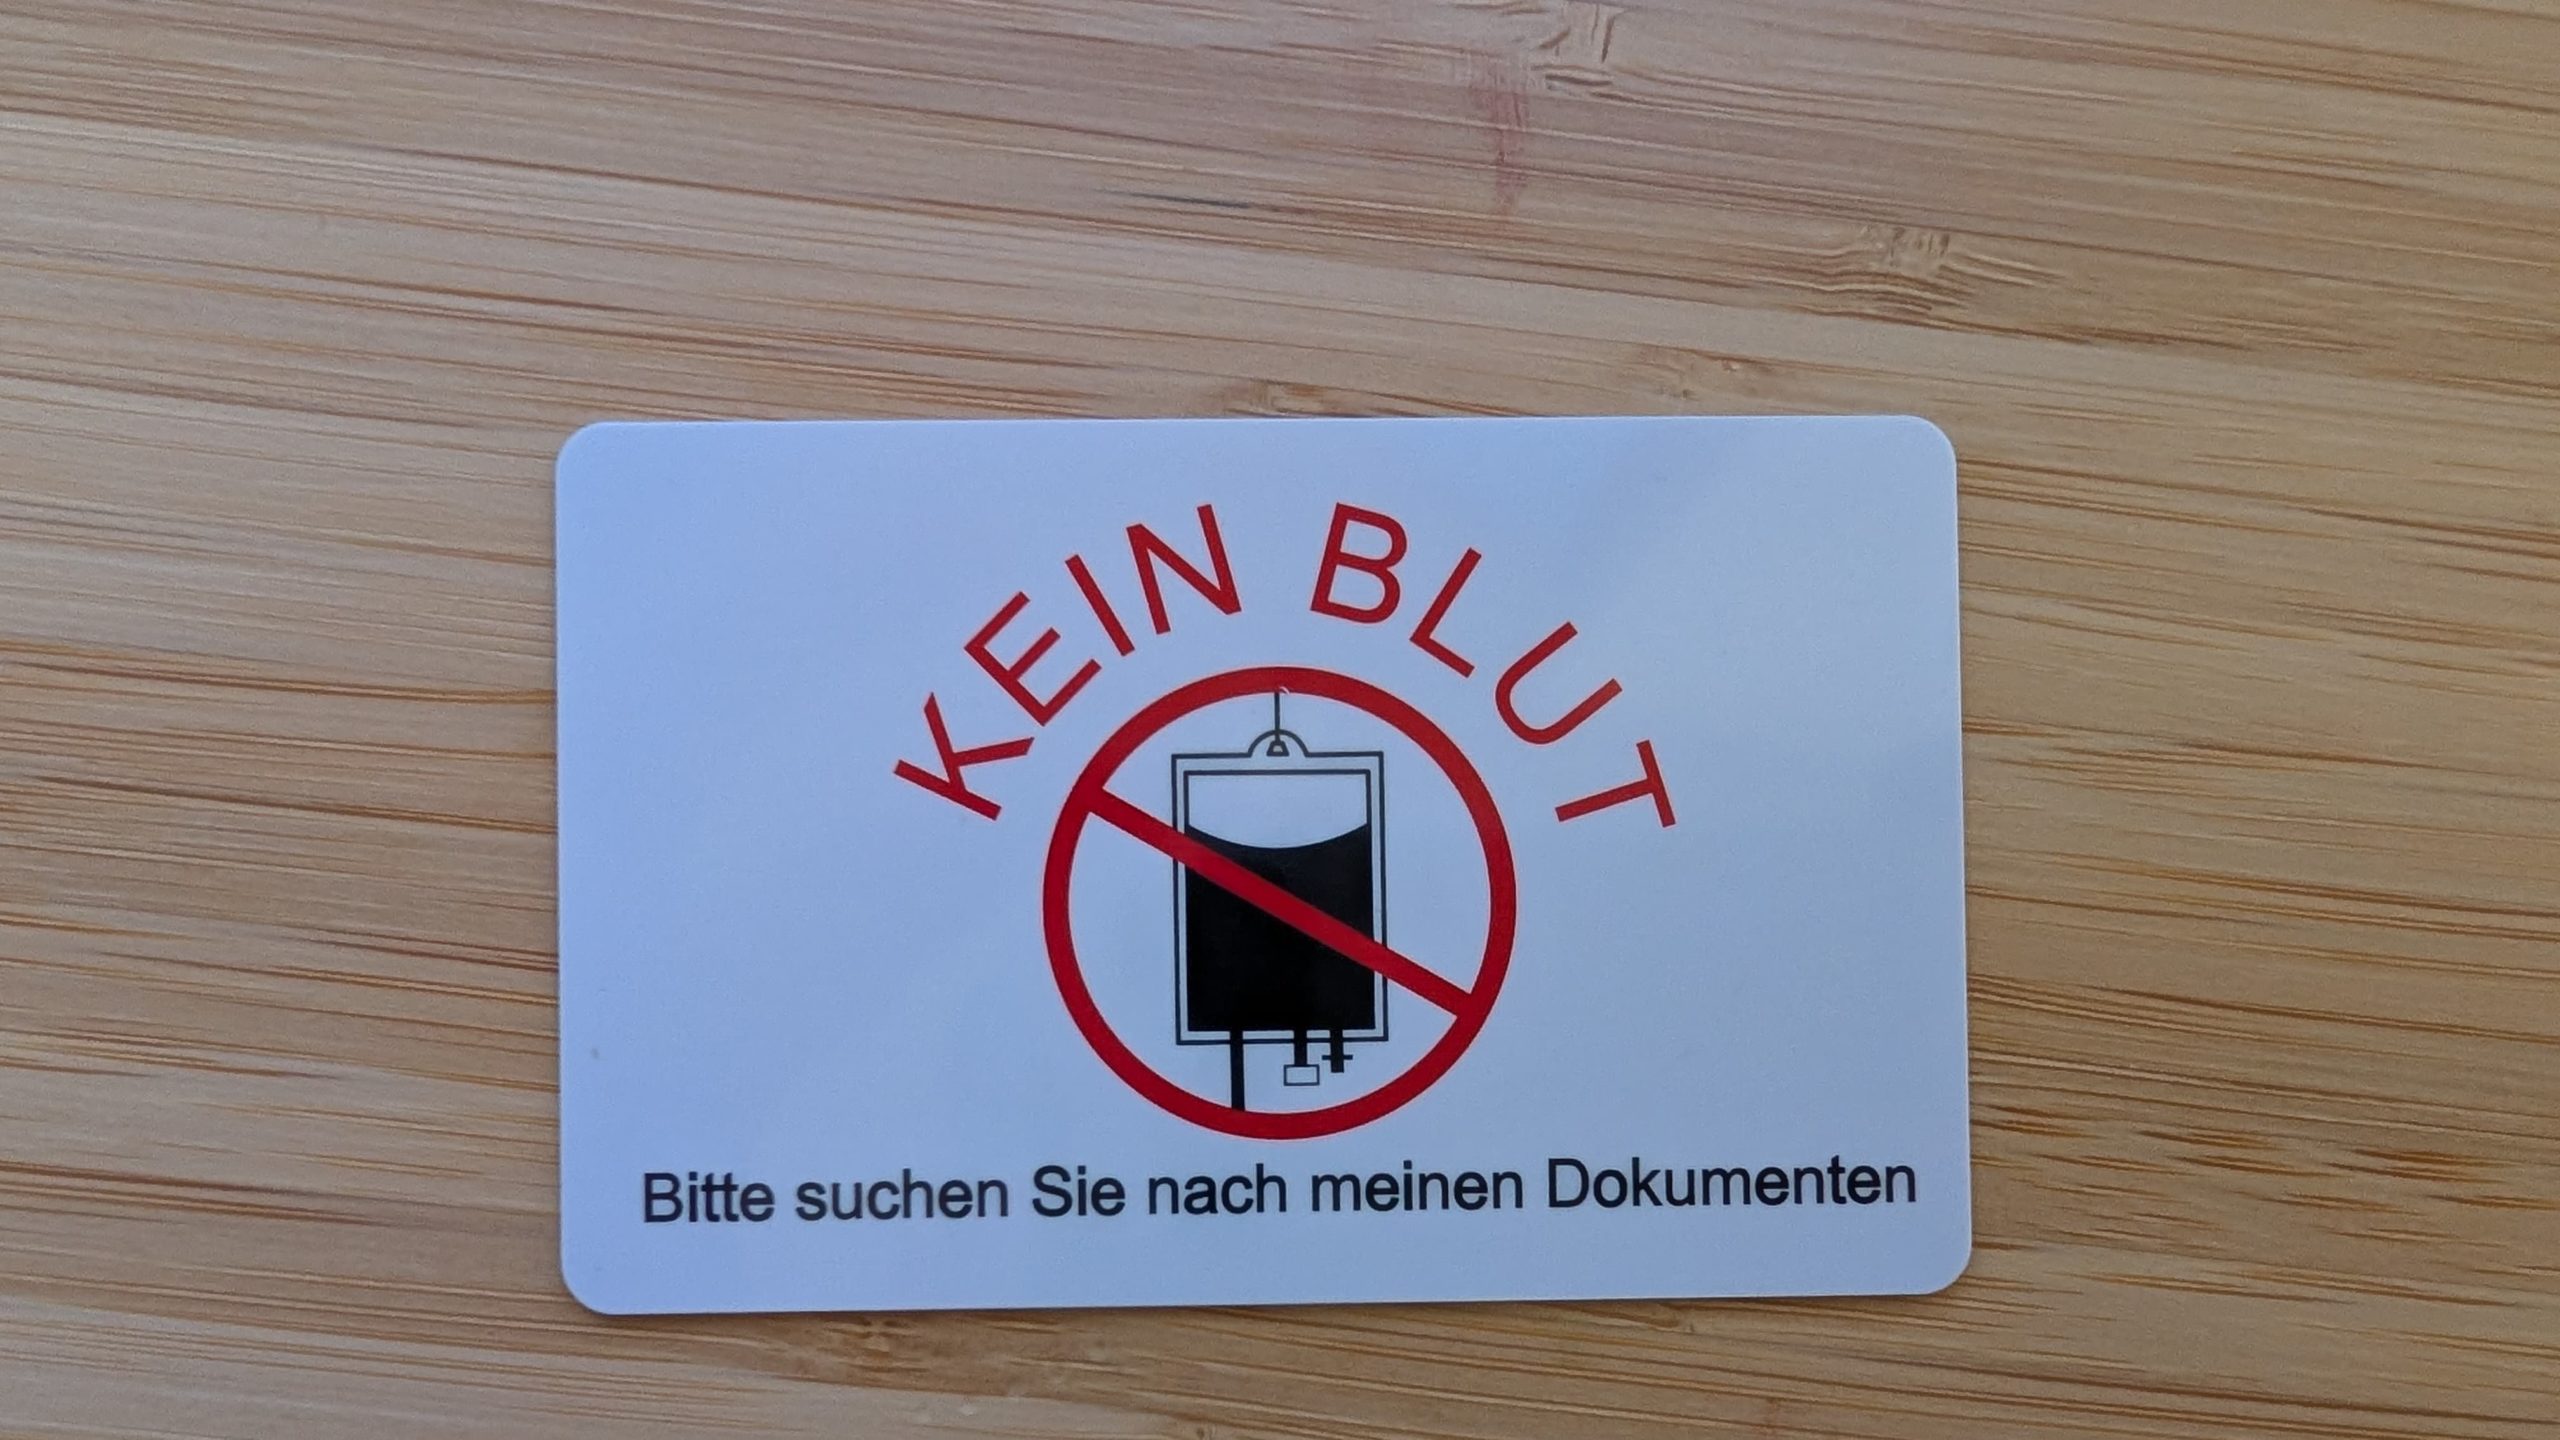 KEIN BLUT
Bitte suchen Sie nach meinen Dokumenten